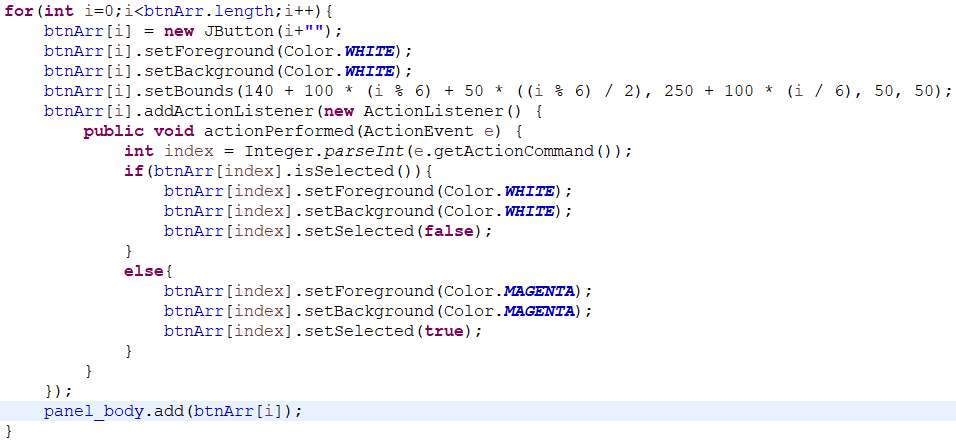 for(int i=0;i<btnArr.length;i++){
    btnArr[i] = new JButton(i+"");
    btnArr[i].setForeground(Color.WHITE);
    btnArr[i].setBackground(Color.WHITE);
    btnArr[i].setBounds(140 + 100 * (i % 6) + 50 * ((i % 6) / 2), 250 + 100 * (i / 6), 50, 50);
    btnArr[i].addActionListener(new ActionListener() {
        public void actionPerformed(ActionEvent e) {
            int index = Integer.parseInt(e.getActionCommand());
            if(btnArr[index].isSelected()){
                btnArr[index].setForeground(Color.WHITE);
                btnArr[index].setBackground(Color.WHITE);
                btnArr[index].setSelected(false);
            }
            else{
                btnArr[index].setForeground(Color.MAGENTA);
                btnArr[index].setBackground(Color.MAGENTA);
                btnArr[index].setSelected(true);
            }
        }
    });
    panel_body.add(btnArr[i]);
}